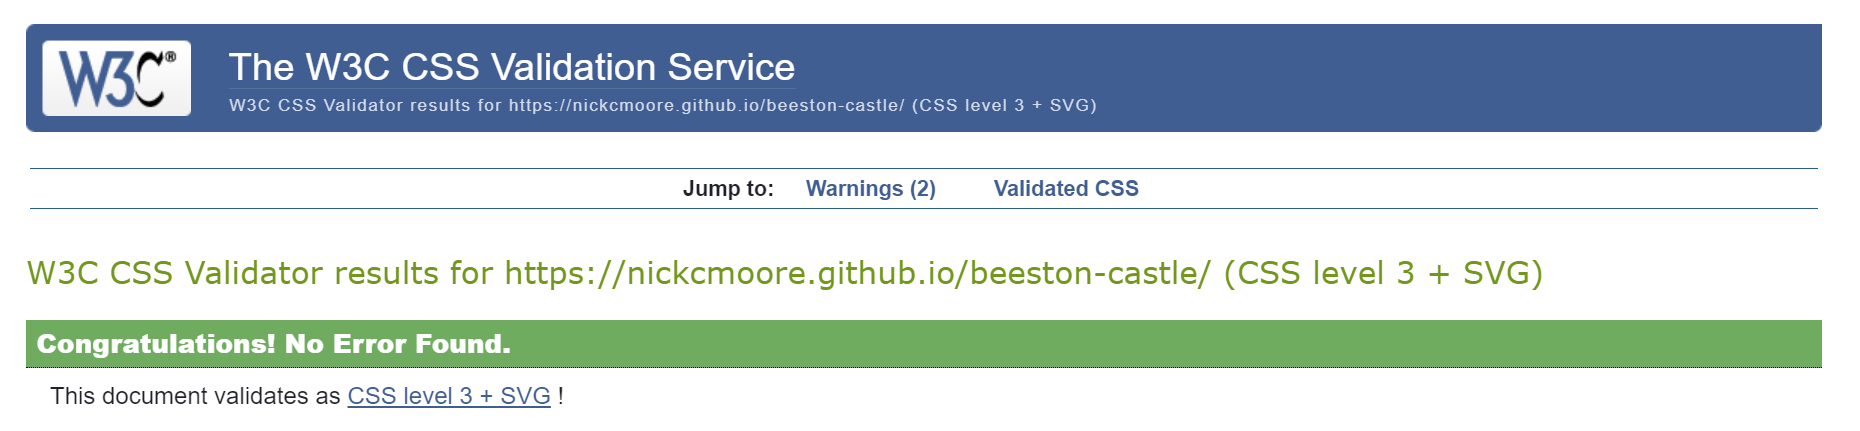 W3C®
The W3C CSS Validation Service
W3C CSS Validator results for https://nickcmoore.github.io/beeston-castle/ (CSS level 3 + SVG)
Jump to: Warnings (2) Validated CSS
W3C CSS Validator results for https://nickcmoore.github.io/beeston-castle/ (CSS level 3 + SVG)
Congratulations! No Error Found.
This document validates as CSS level 3 + SVG !